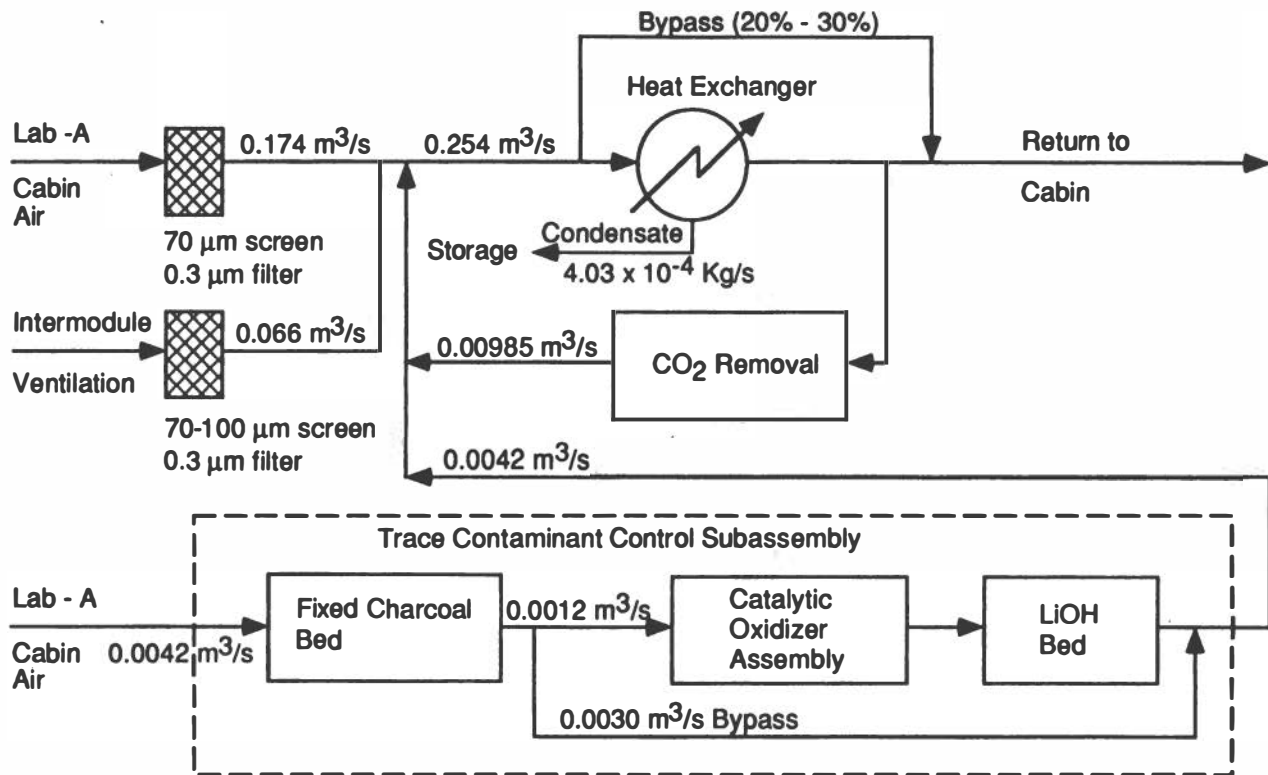 Bypass (20% - 30%)
Heat Exchanger
Lab -A
0.174 m³/s
0.254 m³/s
Return to
Cabin
Air
Cabin
70 μm screen
0.3 μm filter
Storage
Condensate
4.03 x 10⁻⁴ Kg/s
Intermodule
0.066 m³/s
Ventilation
0.00985 m³/s
CO₂ Removal
70-100 μm screen
0.3 μm filter
0.0042 m³/s
Trace Contaminant Control Subassembly
Lab - A
Cabin
Air
0.0042 m³/s
Fixed Charcoal
Bed
0.0012 m³/s
Catalytic
Oxidizer
Assembly
LiOH
Bed
0.0030 m³/s Bypass